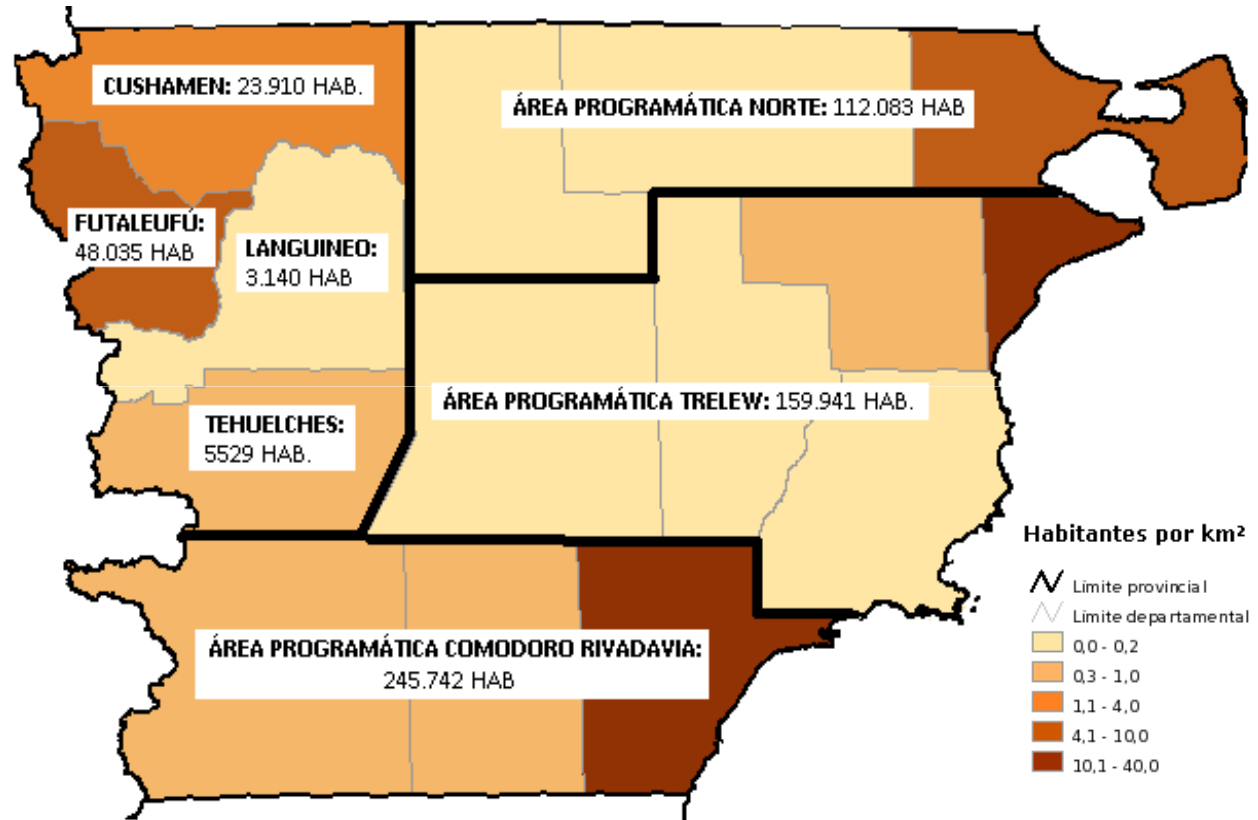 CUSHAMEN: 23.910 HAB.
ÁREA PROGRAMÁTICA NORTE: 112.083 HAB
FUTALEUFÚ:
48.035 HAB
LANGUINEO:
3.140 HAB
ÁREA PROGRAMÁTICA TRELEW: 159.941 HAB.
TEHUELCHES:
5529 HAB.
ÁREA PROGRAMÁTICA COMODORO RIVADAVIA:
245.742 HAB
Habitantes por km²
Límite provincial
Límite departamental
0,0 - 0,2
0,3 - 1,0
1,1 - 4,0
4,1 - 10,0
10,1 - 40,0